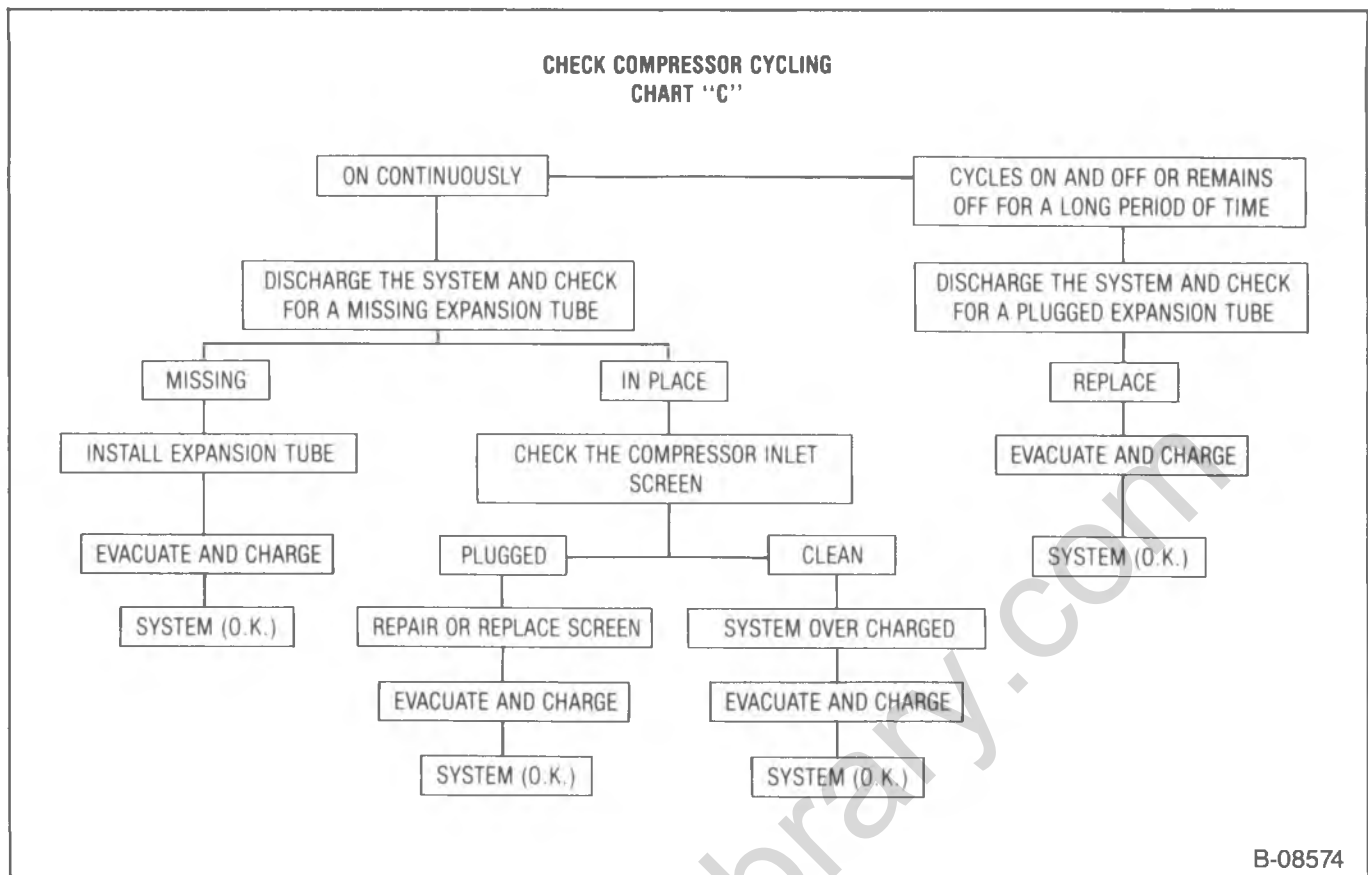 CHECK COMPRESSOR CYCLING
CHART "C"
ON CONTINUOUSLY
CYCLES ON AND OFF OR REMAINS
OFF FOR A LONG PERIOD OF TIME
DISCHARGE THE SYSTEM AND CHECK
FOR A MISSING EXPANSION TUBE
DISCHARGE THE SYSTEM AND CHECK
FOR A PLUGGED EXPANSION TUBE
MISSING
IN PLACE
REPLACE
INSTALL EXPANSION TUBE
CHECK THE COMPRESSOR INLET
SCREEN
EVACUATE AND CHARGE
EVACUATE AND CHARGE
PLUGGED
CLEAN
SYSTEM (O.K.)
SYSTEM (O.K.)
REPAIR OR REPLACE SCREEN
SYSTEM OVER CHARGED
EVACUATE AND CHARGE
EVACUATE AND CHARGE
SYSTEM (O.K.)
SYSTEM (O.K.)
brary.com
B-08574